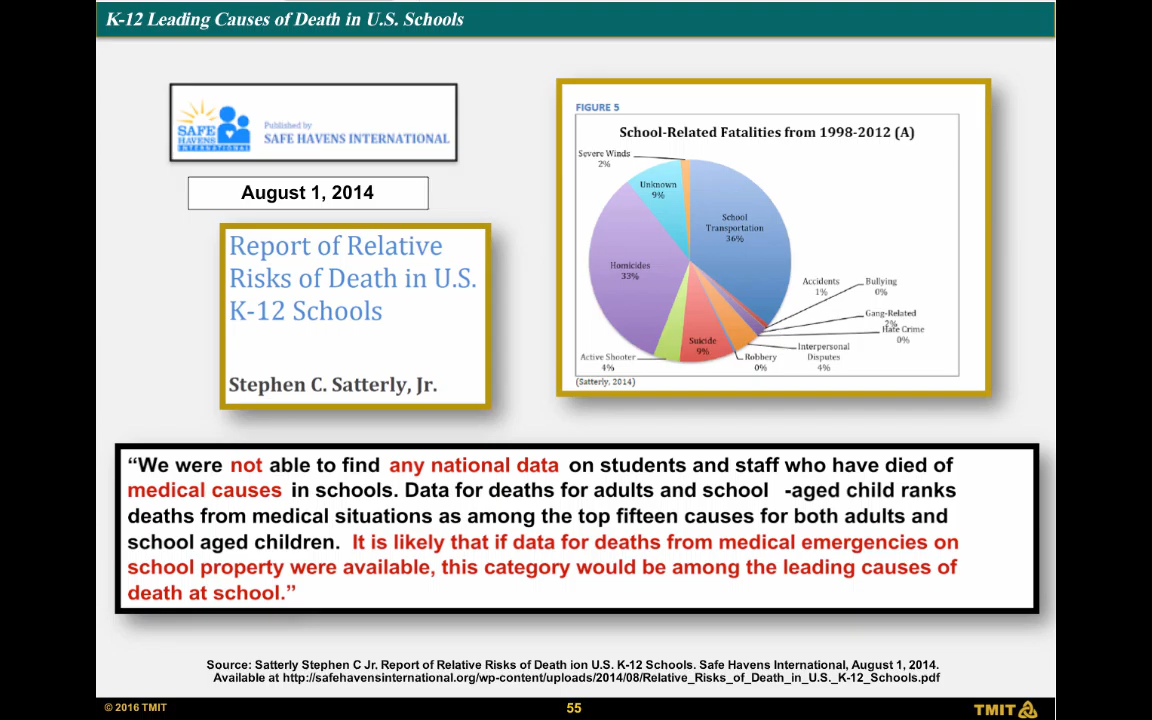 K-12 Leading Causes of Death in U.S. Schools
SAFE
HAVENS
INTERNATIONAL
Published by
SAFE HAVENS INTERNATIONAL
August 1, 2014
Report of Relative
Risks of Death in U.S.
K-12 Schools
Stephen C. Satterly, Jr.
FIGURE 5
School-Related Fatalities from 1998-2012 (A)
Severe Winds
2%
Unknown
9%
School
Transportation
36%
Homicides
33%
Accidents
1%
Bullying
0%
Gang-Related
2%
Hate Crime
0%
Interpersonal
Disputes
4%
Robbery
0%
Suicide
9%
Active Shooter
4%
(Satterly, 2014)
“We were not able to find any national data on students and staff who have died of
medical causes in schools. Data for deaths for adults and school -aged child ranks
deaths from medical situations as among the top fifteen causes for both adults and
school aged children. It is likely that if data for deaths from medical emergencies on
school property were available, this category would be among the leading causes of
death at school.”
Source: Satterly Stephen C Jr. Report of Relative Risks of Death ion U.S. K-12 Schools. Safe Havens International, August 1, 2014.
Available at http://safehavensinternational.org/wp-content/uploads/2014/08/Relative_Risks_of_Death_in_U.S._K-12_Schools.pdf
© 2016 TMIT
55
TMIT